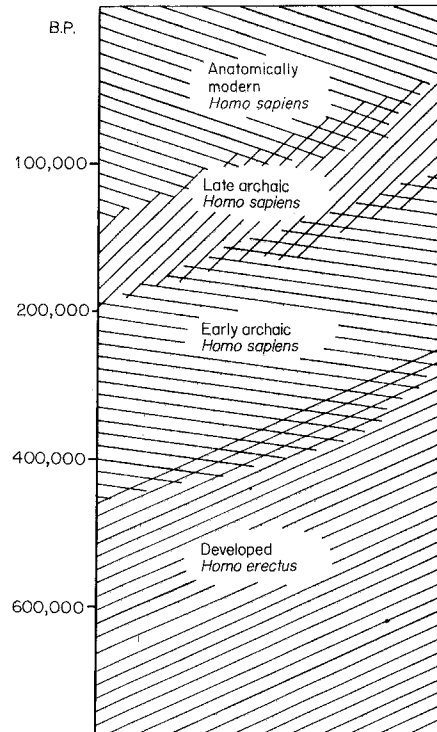 B.P.
Anatomically
modern
Homo sapiens
100,000
Late archaic
Homo sapiens
200,000
Early archaic
Homo sapiens
400,000
Developed
Homo erectus
600,000